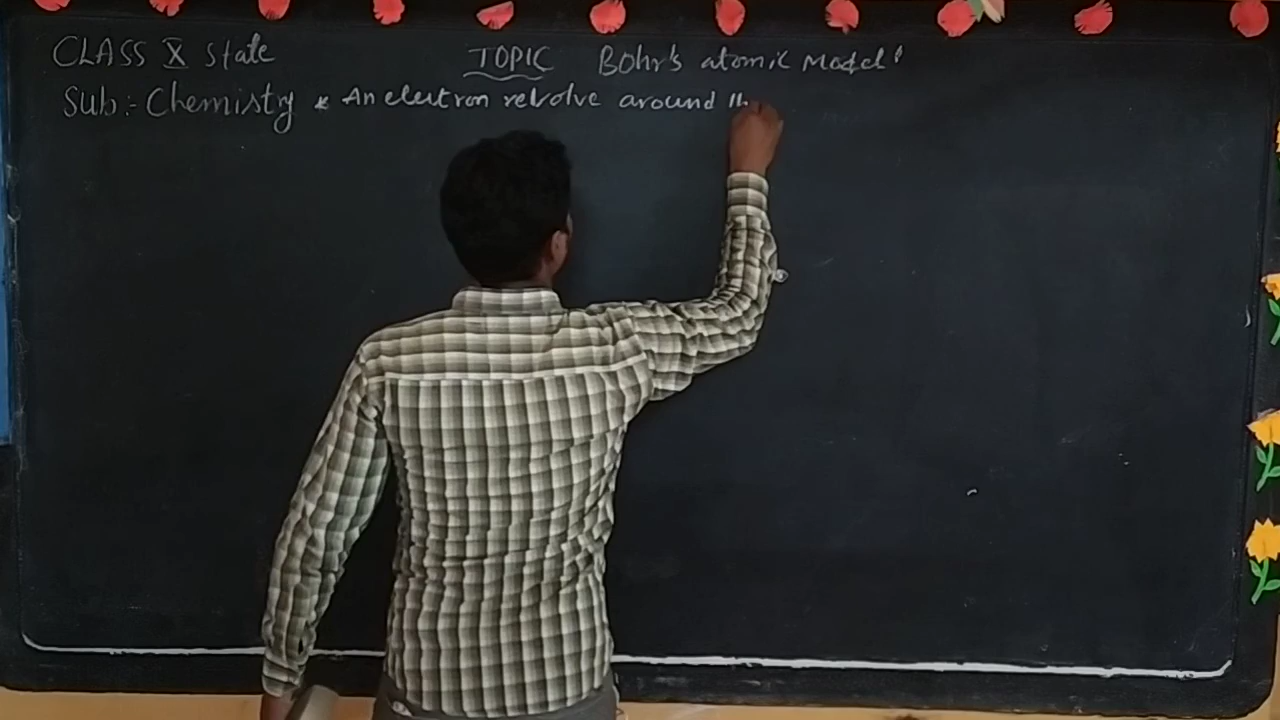 CLASS X State TOPIC Bohr's atomic Model'
Sub:- Chemistry * An electron revolve around th